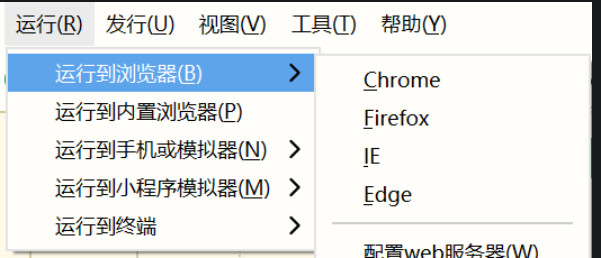 运行(R) 发行(U) 视图(V) 工具(T) 帮助(Y)
运行到浏览器(B)
运行到内置浏览器(P)
运行到手机或模拟器(N)
运行到小程序模拟器(M)
运行到终端
Chrome
Firefox
IE
Edge
配置web服务器(W)